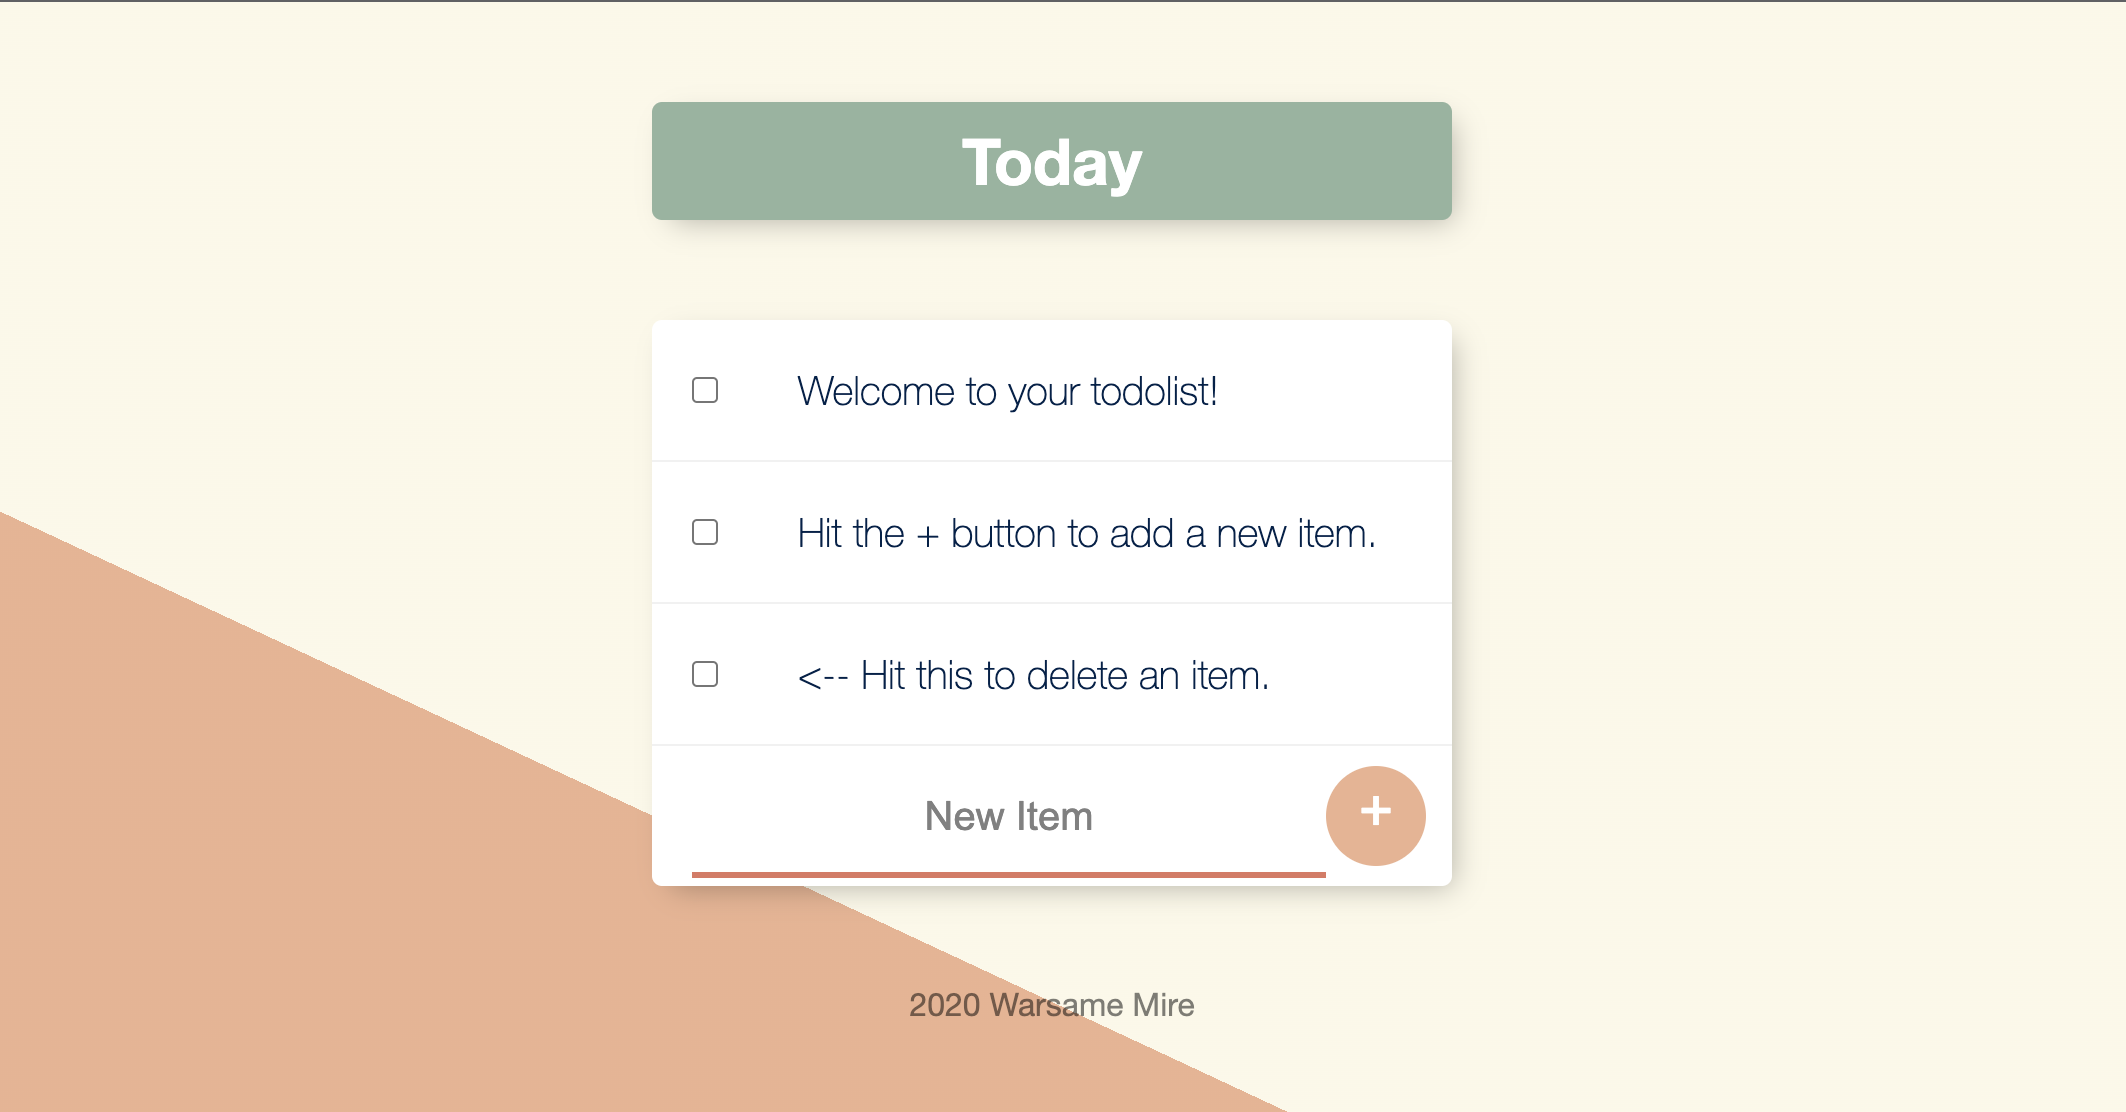 Today
Welcome to your todolist!
Hit the + button to add a new item.
<-- Hit this to delete an item.
New Item +
2020 Warsame Mire